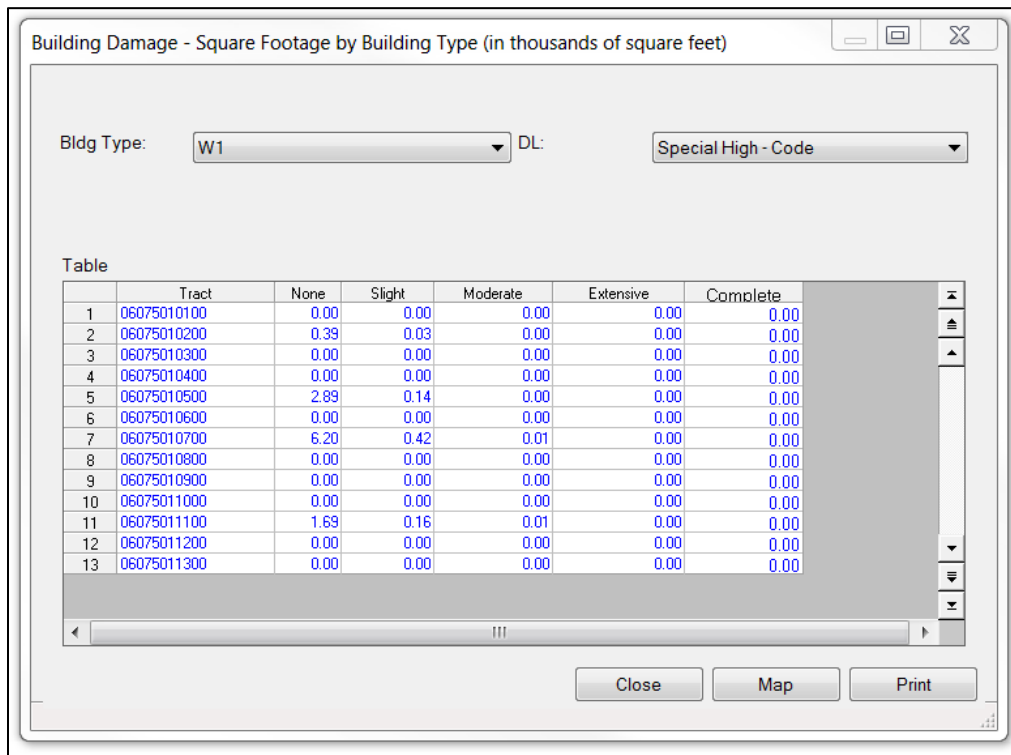 Building Damage - Square Footage by Building Type (in thousands of square feet)
Bldg Type: W1 DL: Special High - Code
Table
Tract None Slight Moderate Extensive Complete
1 06075010100 0.00 0.00 0.00 0.00 0.00
2 06075010200 0.39 0.03 0.00 0.00 0.00
3 06075010300 0.00 0.00 0.00 0.00 0.00
4 06075010400 0.00 0.00 0.00 0.00 0.00
5 06075010500 2.89 0.14 0.00 0.00 0.00
6 06075010600 0.00 0.00 0.00 0.00 0.00
7 06075010700 6.20 0.42 0.01 0.00 0.00
8 06075010800 0.00 0.00 0.00 0.00 0.00
9 06075010900 0.00 0.00 0.00 0.00 0.00
10 06075011000 0.00 0.00 0.00 0.00 0.00
11 06075011100 1.69 0.16 0.01 0.00 0.00
12 06075011200 0.00 0.00 0.00 0.00 0.00
13 06075011300 0.00 0.00 0.00 0.00 0.00
Close Map Print